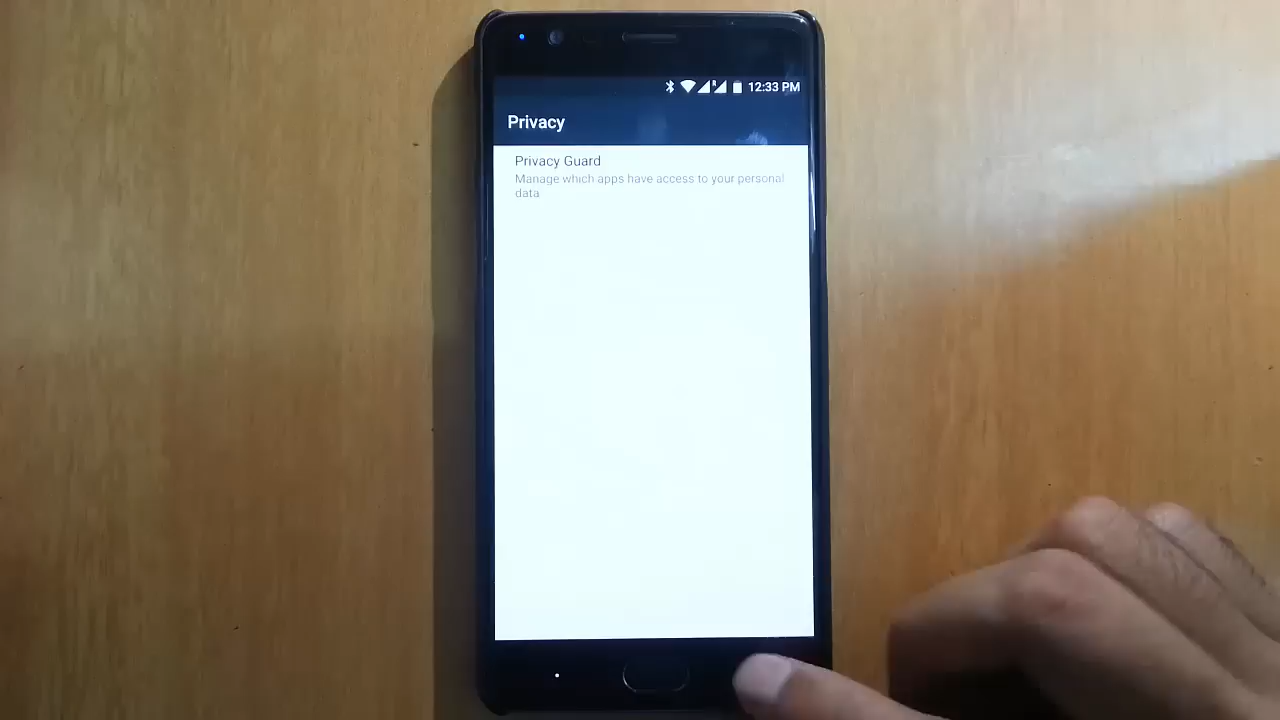 12:33 PM
Privacy
Privacy Guard
Manage which apps have access to your personal
data